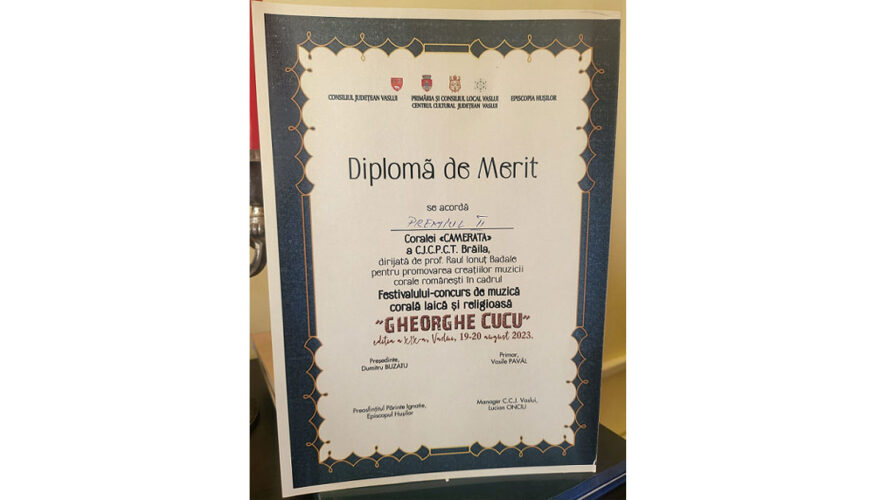 CONSILIUL JUDEȚEAN VASLUI
PRIMĂRIA ȘI CONSILIUL LOCAL VASLUI
CENTRUL CULTURAL JUDEȚEAN VASLUI
EPISCOPIA HUȘILOR
Diplomă de Merit
se acordă
PREMIUL II
Coralei «CAMERATA»
a C.J.C.P.C.T. Brăila,
dirijată de prof. Raul Ionuț Badale
pentru promovarea creațiilor muzicii
corale românești în cadrul
Festivalului-concurs de muzică
corală laică și religioasă
"GHEORGHE CUCU"
ediția a XIX-a, Vaslui, 19-20 august 2023.
Președinte,
Dumitru BUZATU
Primar,
Vasile PAVĂL
Preasfințitul Părinte Ignatie,
Episcopul Hușilor
Manager C.C.J. Vaslui,
Lucian ONCIU